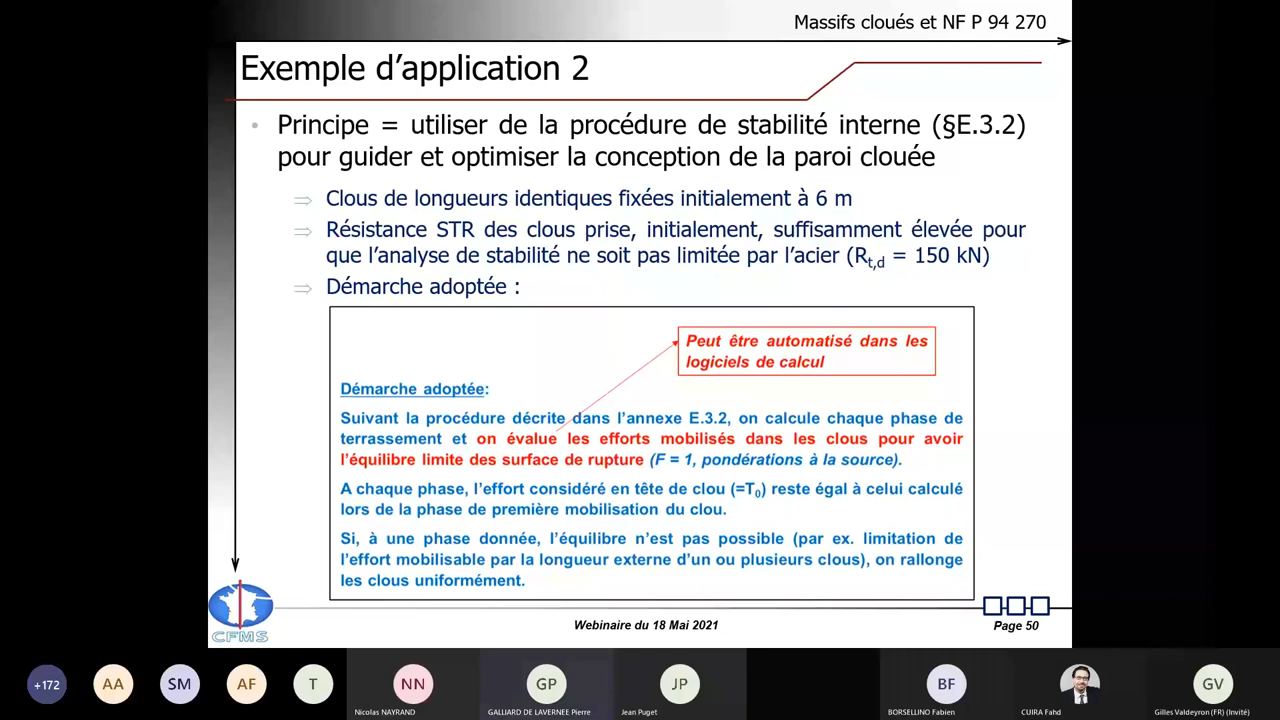 Massifs cloués et NF P 94 270
Exemple d’application 2
• Principe = utiliser de la procédure de stabilité interne (§E.3.2)
pour guider et optimiser la conception de la paroi clouée
⇒ Clous de longueurs identiques fixées initialement à 6 m
⇒ Résistance STR des clous prise, initialement, suffisamment élevée pour
que l’analyse de stabilité ne soit pas limitée par l’acier (Rt,d = 150 kN)
⇒ Démarche adoptée :
Peut être automatisé dans les
logiciels de calcul
Démarche adoptée:
Suivant la procédure décrite dans l’annexe E.3.2, on calcule chaque phase de
terrassement et on évalue les efforts mobilisés dans les clous pour avoir
l’équilibre limite des surface de rupture (F = 1, pondérations à la source).
A chaque phase, l’effort considéré en tête de clou (=T0) reste égal à celui calculé
lors de la phase de première mobilisation du clou.
Si, à une phase donnée, l’équilibre n’est pas possible (par ex. limitation de
l’effort mobilisable par la longueur externe d’un ou plusieurs clous), on rallonge
les clous uniformément.
CFMS
Webinaire du 18 Mai 2021
Page 50
+172
AA
SM
AF
T
NN
GP
JP
BF
GV
Nicolas NAYRAND
GALLIARD DE LAVERNEE Pierre
Jean Puget
BORSELLINO Fabien
CUIRA Fahd
Gilles Valdeyron (FR) (Invité)